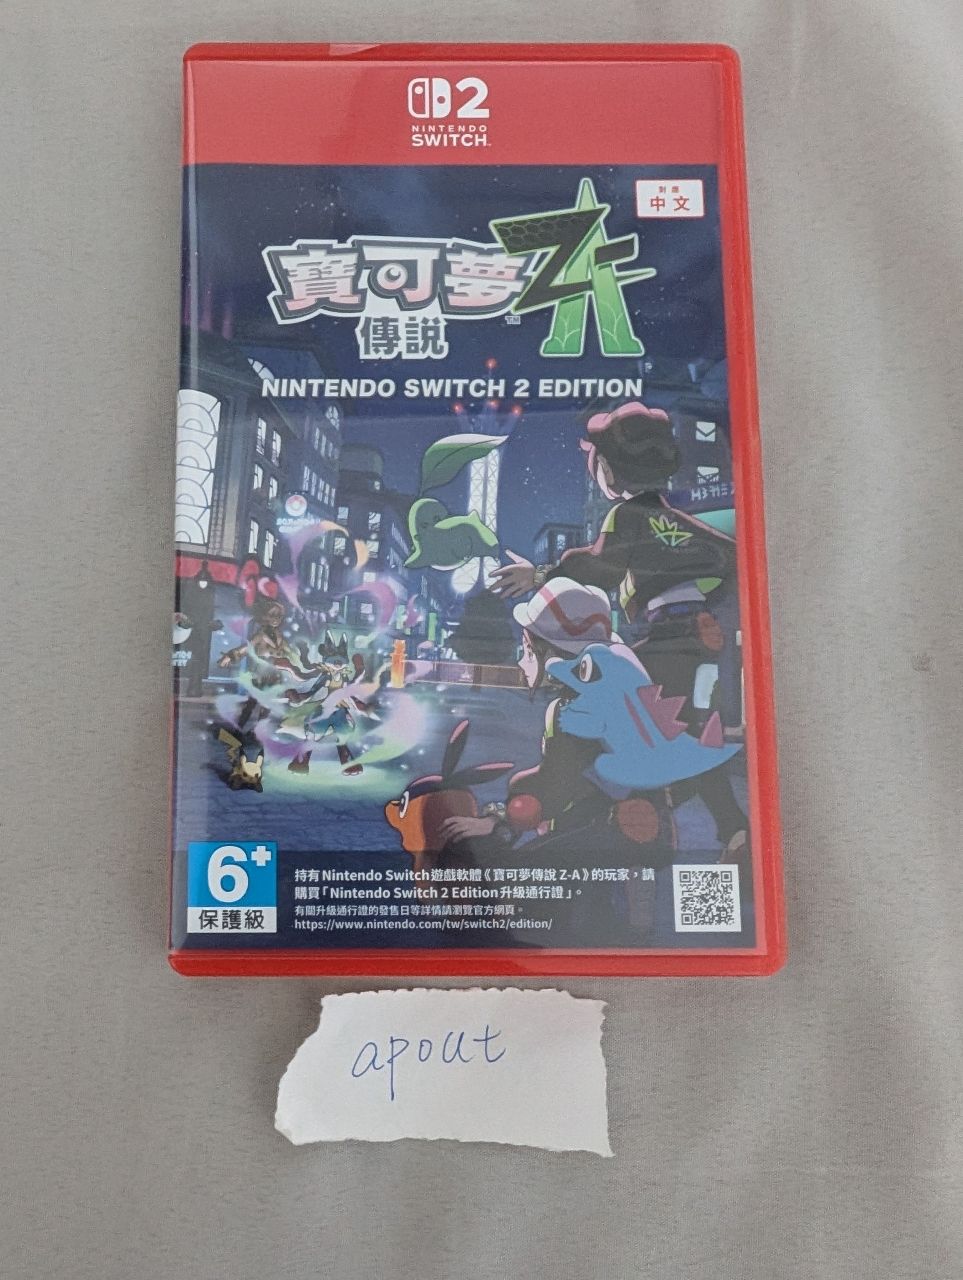 2
NINTENDO
SWITCH™
對應
中文
寶可夢
ZA
™
傳説
NINTENDO SWITCH 2 EDITION
6+
保護級
持有Nintendo Switch遊戲軟體《寶可夢傳說 Z-A》的玩家，請
購買「Nintendo Switch 2 Edition升級通行證」。
有關升級通行證的發售日等詳情請瀏覽官方網頁。
https://www.nintendo.com/tw/switch2/edition/
apout